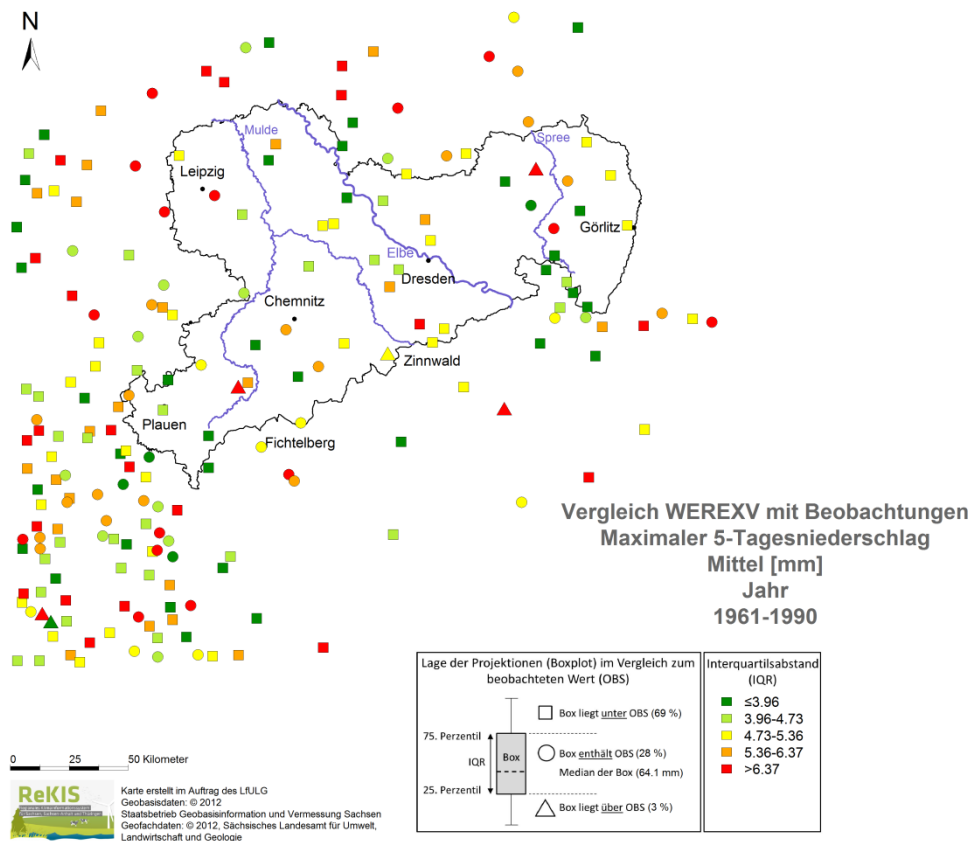 N
Mulde
Spree
Leipzig
Görlitz
Elbe
Dresden
Chemnitz
Zinnwald
Plauen
Fichtelberg
Vergleich WEREXV mit Beobachtungen
Maximaler 5-Tagesniederschlag
Mittel [mm]
Jahr
1961-1990
Lage der Projektionen (Boxplot) im Vergleich zum
beobachteten Wert (OBS)
Box liegt unter OBS (69 %)
75. Perzentil
IQR
Box
Box enthält OBS (28 %)
Median der Box (64.1 mm)
25. Perzentil
Box liegt über OBS (3 %)
Interquartilsabstand
(IQR)
≤3.96
3.96-4.73
4.73-5.36
5.36-6.37
>6.37
0 25 50 Kilometer
ReKIS
Karte erstellt im Auftrag des LfULG
Geobasisdaten: © 2012
Staatsbetrieb Geobasisinformation und Vermessung Sachsen
Geofachdaten: © 2012, Sächsisches Landesamt für Umwelt,
Landwirtschaft und Geologie